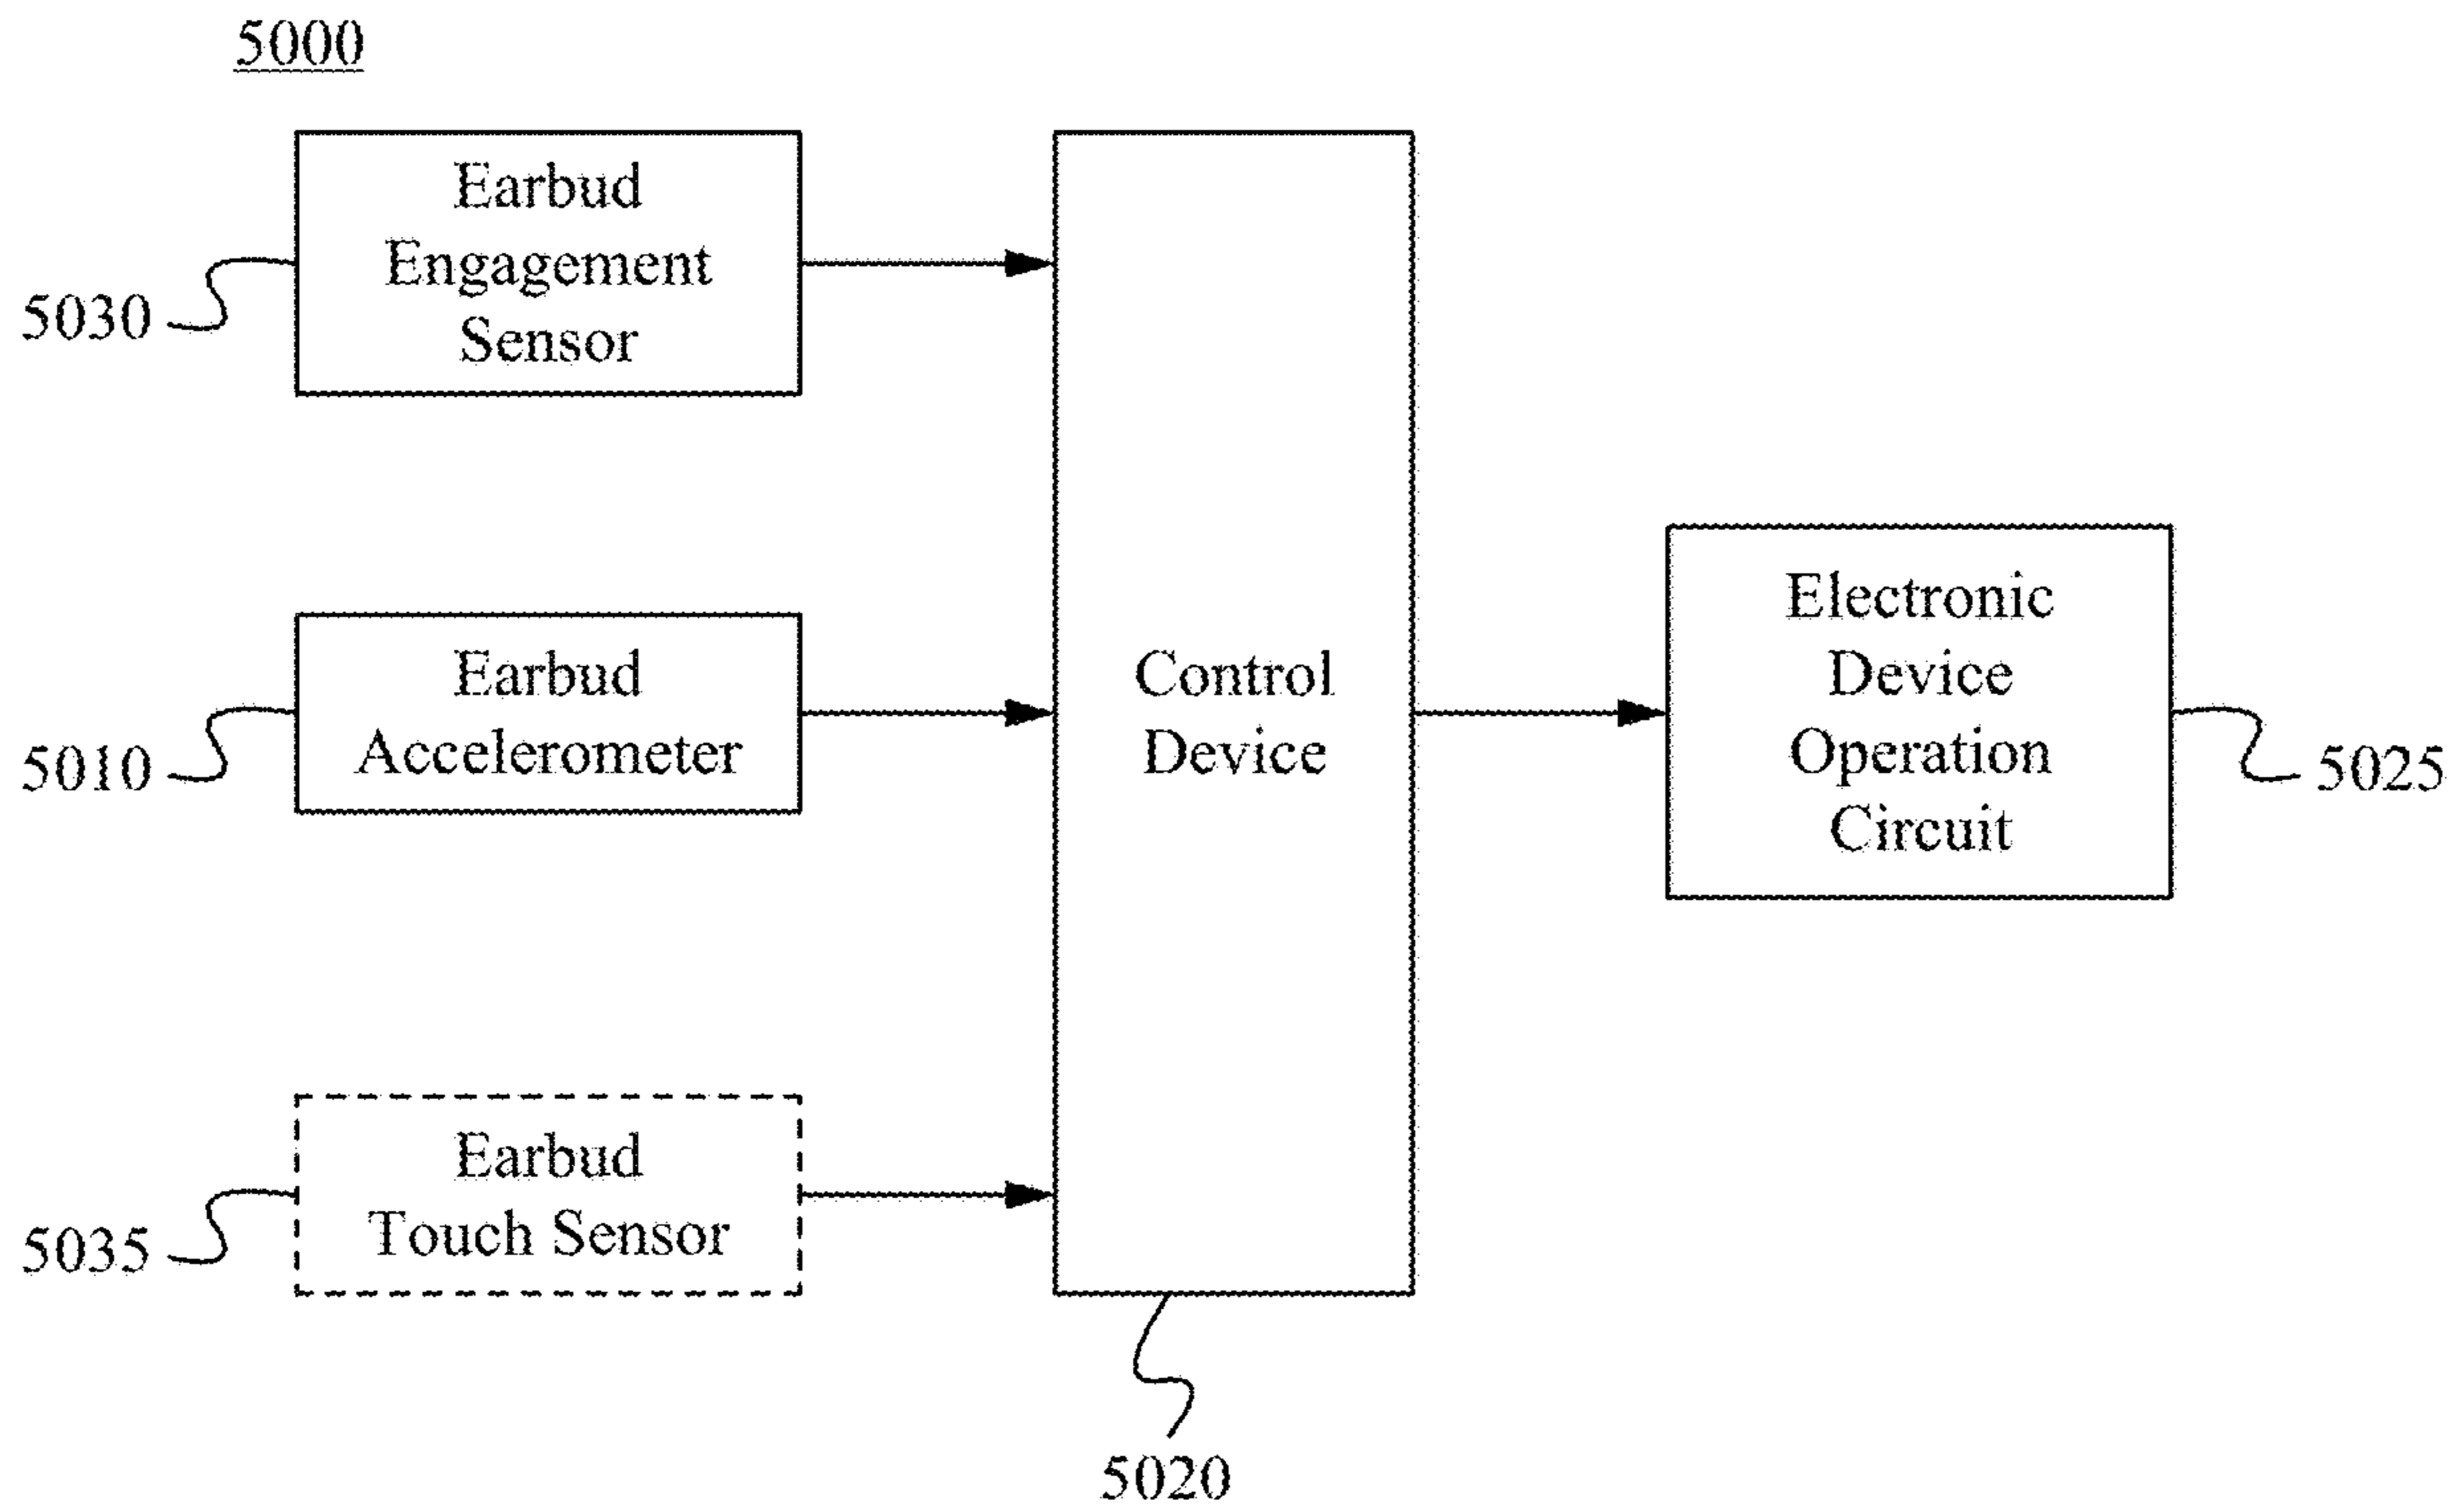 5000
Earbud
Engagement
Sensor
5030
Earbud
Accelerometer
5010
Earbud
Touch Sensor
5035
Control
Device
5020
Electronic
Device
Operation
Circuit
5025